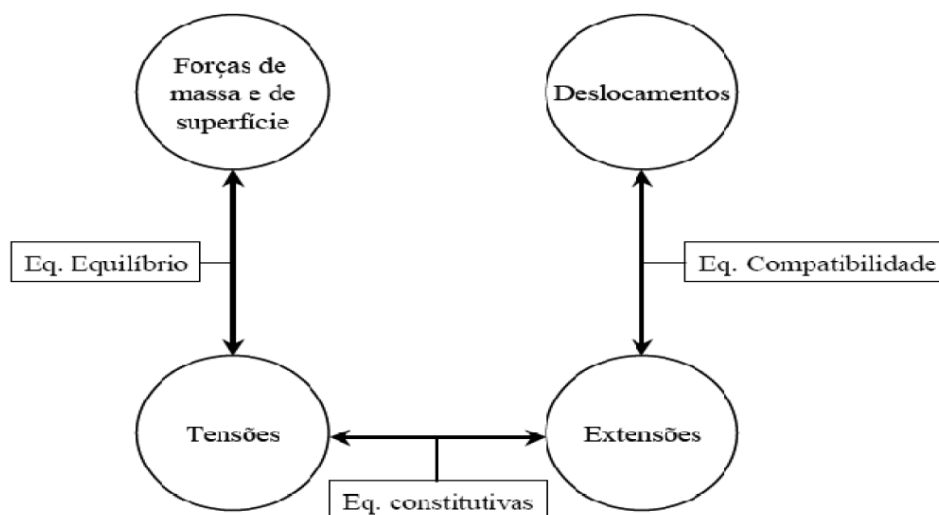 Forças de
massa e de
superfície
Deslocamentos
Eq. Equilíbrio
Eq. Compatibilidade
Tensões
Extensões
Eq. constitutivas